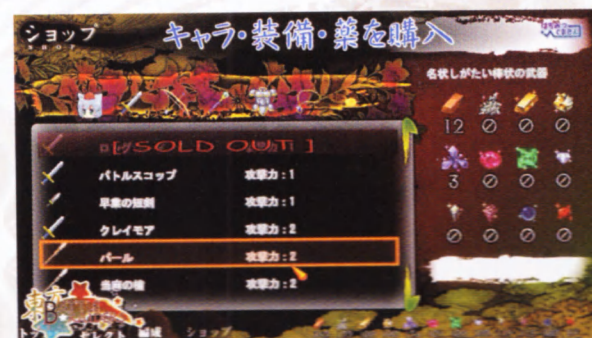 ショップ
SHOP
キャラ・装備・薬を購入
名状しがたい棒状の武器
[SOLD OUT]
バトルスコップ 攻撃力:1
早業の短剣 攻撃力:1
クレイモア 攻撃力:2
バール 攻撃力:2
攻撃力:2
12
3
ショップ